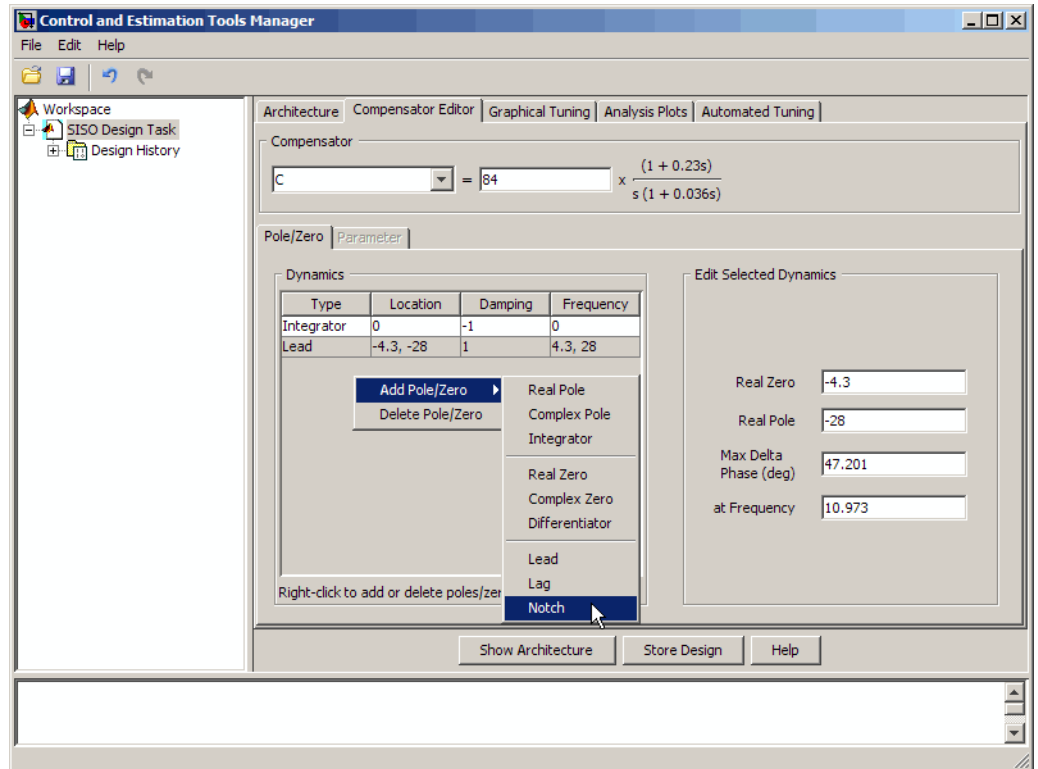 Control and Estimation Tools Manager
File Edit Help
Workspace
SISO Design Task
Design History
Architecture Compensator Editor Graphical Tuning Analysis Plots Automated Tuning
Compensator
C = 84 x (1 + 0.23s)
s (1 + 0.036s)
Pole/Zero Parameter
Dynamics
Type Location Damping Frequency
Integrator 0 -1 0
Lead -4.3, -28 1 4.3, 28
Add Pole/Zero
Delete Pole/Zero
Real Pole
Complex Pole
Integrator
Real Zero
Complex Zero
Differentiator
Lead
Lag
Notch
Right-click to add or delete poles/zer
Edit Selected Dynamics
Real Zero -4.3
Real Pole -28
Max Delta
Phase (deg) 47.201
at Frequency 10.973
Show Architecture Store Design Help